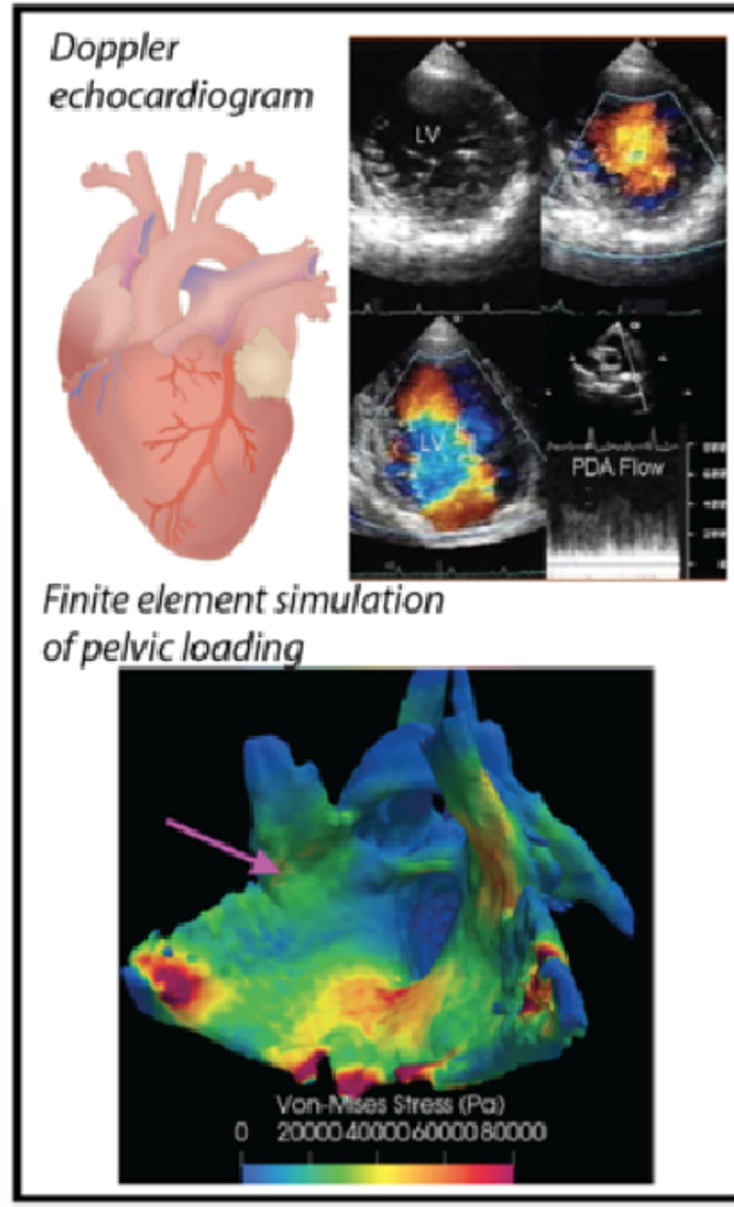 Doppler
echocardiogram
LV
LV
PDA Flow
Finite element simulation
of pelvic loading
Von-Mises Stress (Pa)
0 20000 40000 60000 80000